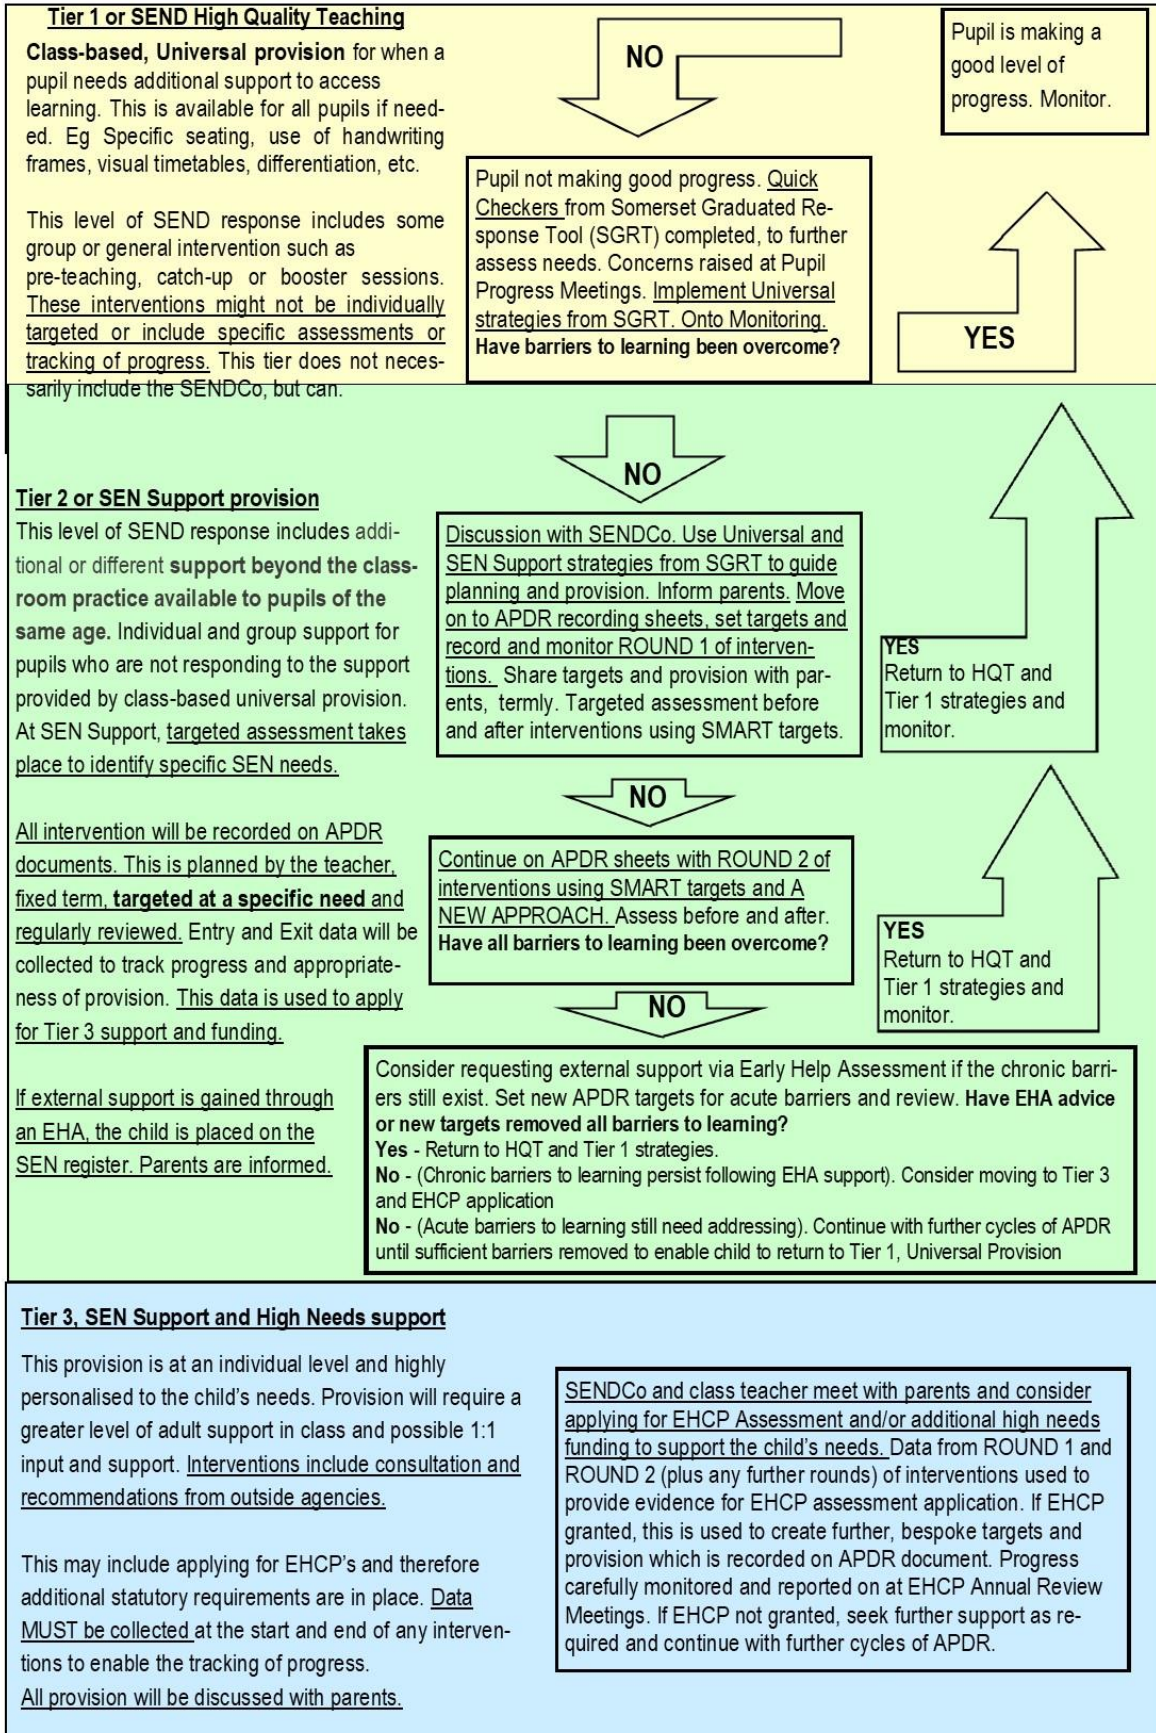 Tier 1 or SEND High Quality Teaching
Class-based, Universal provision for when a
pupil needs additional support to access
learning. This is available for all pupils if need-
ed. Eg Specific seating, use of handwriting
frames, visual timetables, differentiation, etc.
This level of SEND response includes some
group or general intervention such as
pre-teaching, catch-up or booster sessions.
These interventions might not be individually
targeted or include specific assessments or
tracking of progress. This tier does not neces-
sarily include the SENDCo, but can.
NO
Pupil is making a
good level of
progress. Monitor.
Pupil not making good progress. Quick
Checkers from Somerset Graduated Re-
sponse Tool (SGRT) completed, to further
assess needs. Concerns raised at Pupil
Progress Meetings. Implement Universal
strategies from SGRT. Onto Monitoring.
Have barriers to learning been overcome?
YES
NO
Tier 2 or SEN Support provision
This level of SEND response includes addi-
tional or different support beyond the class-
room practice available to pupils of the
same age. Individual and group support for
pupils who are not responding to the support
provided by class-based universal provision.
At SEN Support, targeted assessment takes
place to identify specific SEN needs.
All intervention will be recorded on APDR
documents. This is planned by the teacher,
fixed term, targeted at a specific need and
regularly reviewed. Entry and Exit data will be
collected to track progress and appropriate-
ness of provision. This data is used to apply
for Tier 3 support and funding.
If external support is gained through
an EHA, the child is placed on the
SEN register. Parents are informed.
Discussion with SENDCo. Use Universal and
SEN Support strategies from SGRT to guide
planning and provision. Inform parents. Move
on to APDR recording sheets, set targets and
record and monitor ROUND 1 of interven-
tions. Share targets and provision with par-
ents, termly. Targeted assessment before
and after interventions using SMART targets.
YES
Return to HQT and
Tier 1 strategies and
monitor.
NO
Continue on APDR sheets with ROUND 2 of
interventions using SMART targets and A
NEW APPROACH. Assess before and after.
Have all barriers to learning been overcome?
YES
Return to HQT and
Tier 1 strategies and
monitor.
NO
Consider requesting external support via Early Help Assessment if the chronic barri-
ers still exist. Set new APDR targets for acute barriers and review. Have EHA advice
or new targets removed all barriers to learning?
Yes - Return to HQT and Tier 1 strategies.
No - (Chronic barriers to learning persist following EHA support). Consider moving to Tier 3
and EHCP application
No - (Acute barriers to learning still need addressing). Continue with further cycles of APDR
until sufficient barriers removed to enable child to return to Tier 1, Universal Provision
Tier 3, SEN Support and High Needs support
This provision is at an individual level and highly
personalised to the child's needs. Provision will require a
greater level of adult support in class and possible 1:1
input and support. Interventions include consultation and
recommendations from outside agencies.
This may include applying for EHCP's and therefore
additional statutory requirements are in place. Data
MUST be collected at the start and end of any interven-
tions to enable the tracking of progress.
All provision will be discussed with parents.
SENDCo and class teacher meet with parents and consider
applying for EHCP Assessment and/or additional high needs
funding to support the child's needs. Data from ROUND 1 and
ROUND 2 (plus any further rounds) of interventions used to
provide evidence for EHCP assessment application. If EHCP
granted, this is used to create further, bespoke targets and
provision which is recorded on APDR document. Progress
carefully monitored and reported on at EHCP Annual Review
Meetings. If EHCP not granted, seek further support as re-
quired and continue with further cycles of APDR.